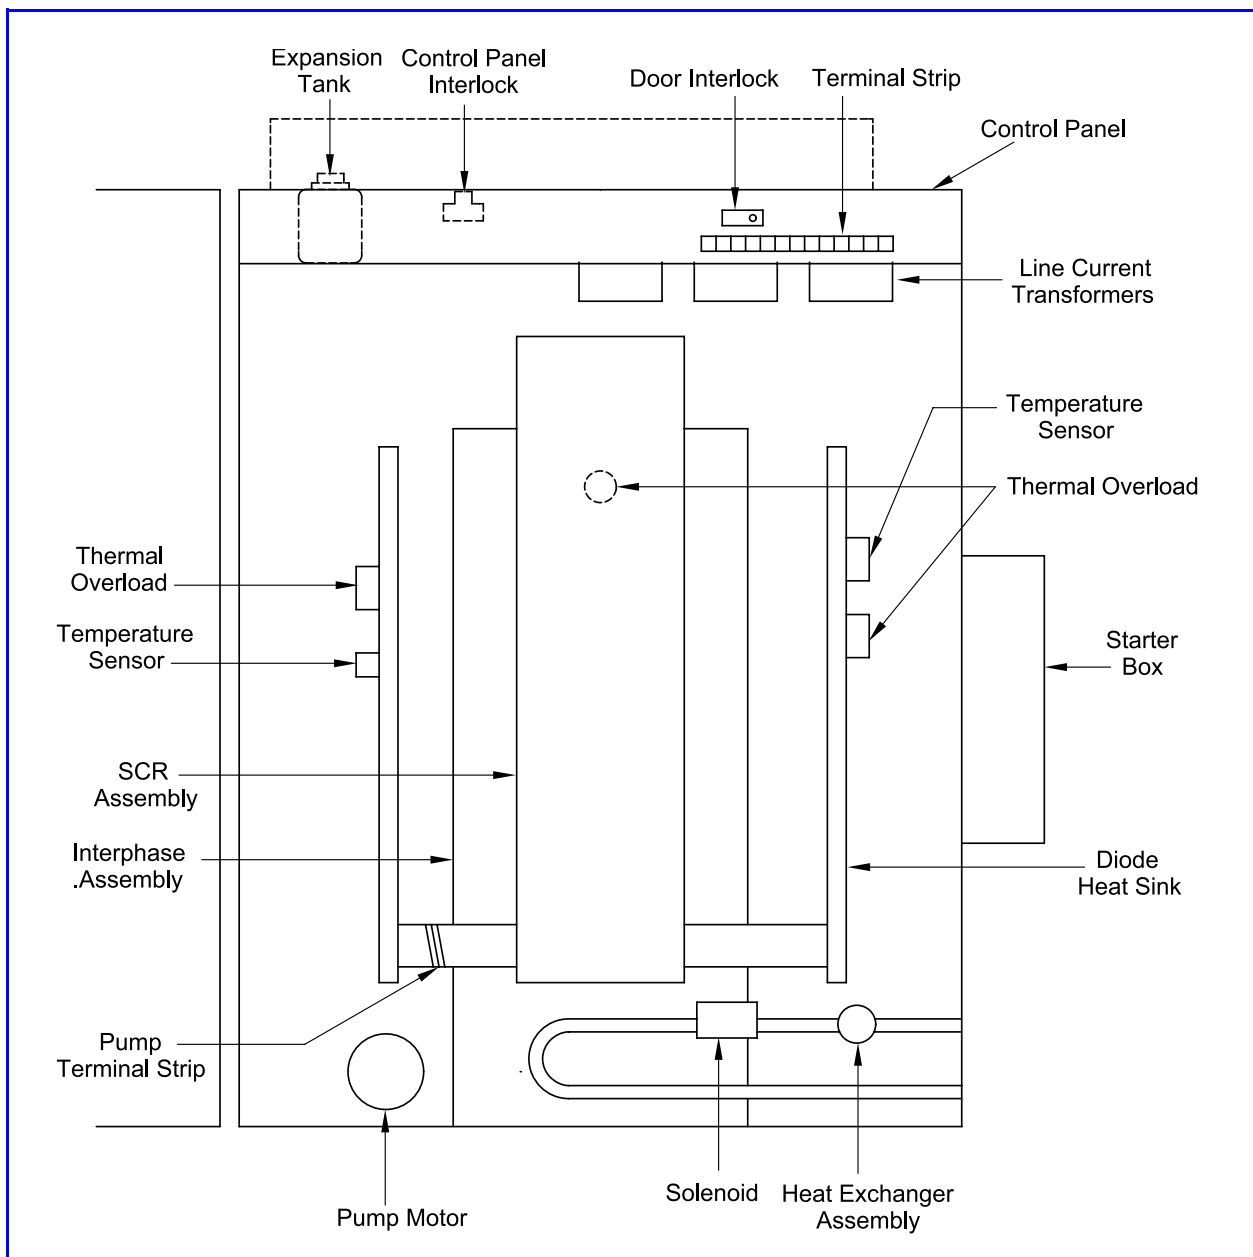 Expansion
Tank
Control Panel
Interlock
Door Interlock
Terminal Strip
Control Panel
Line Current
Transformers
Temperature
Sensor
Thermal Overload
Thermal
Overload
Temperature
Sensor
Starter
Box
SCR
Assembly
Interphase
.Assembly
Diode
Heat Sink
Pump
Terminal Strip
Solenoid
Heat Exchanger
Assembly
Pump Motor